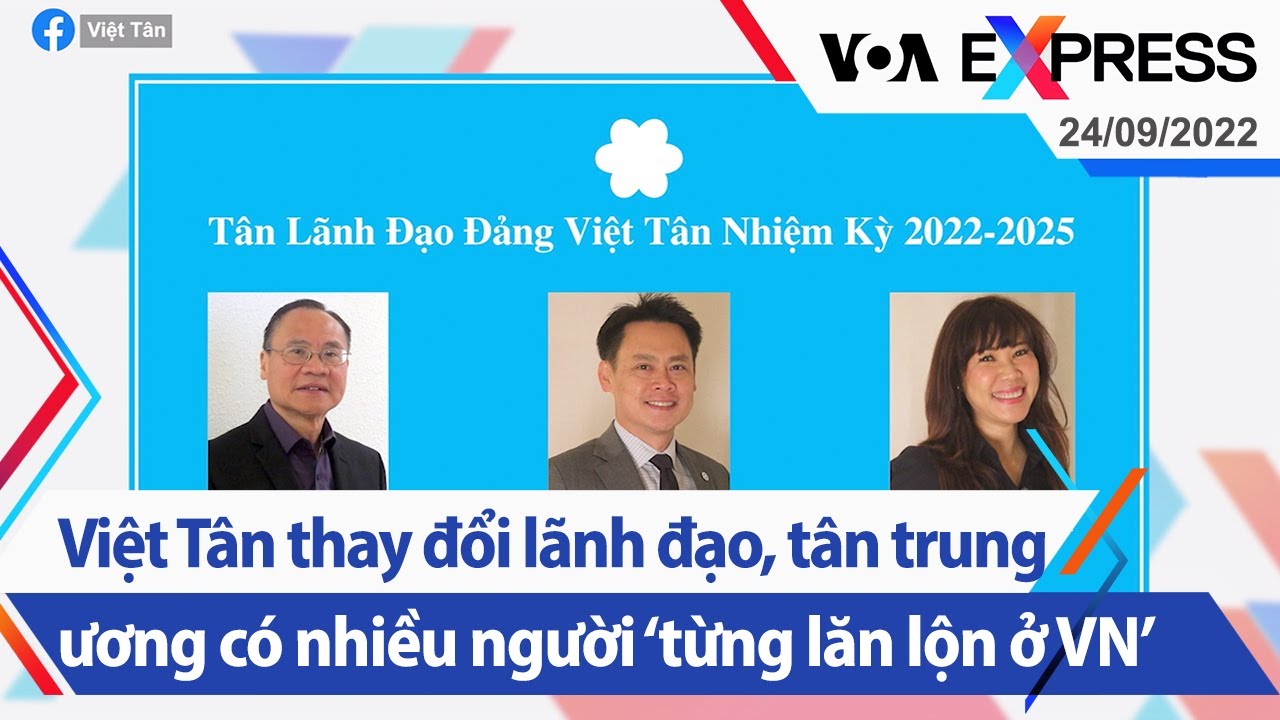 Việt Tân
VOA EXPRESS
24/09/2022
Tân Lãnh Đạo Đảng Việt Tân Nhiệm Kỳ 2022-2025
Việt Tân thay đổi lãnh đạo, tân trung
ương có nhiều người ‘từng lăn lộn ở VN’